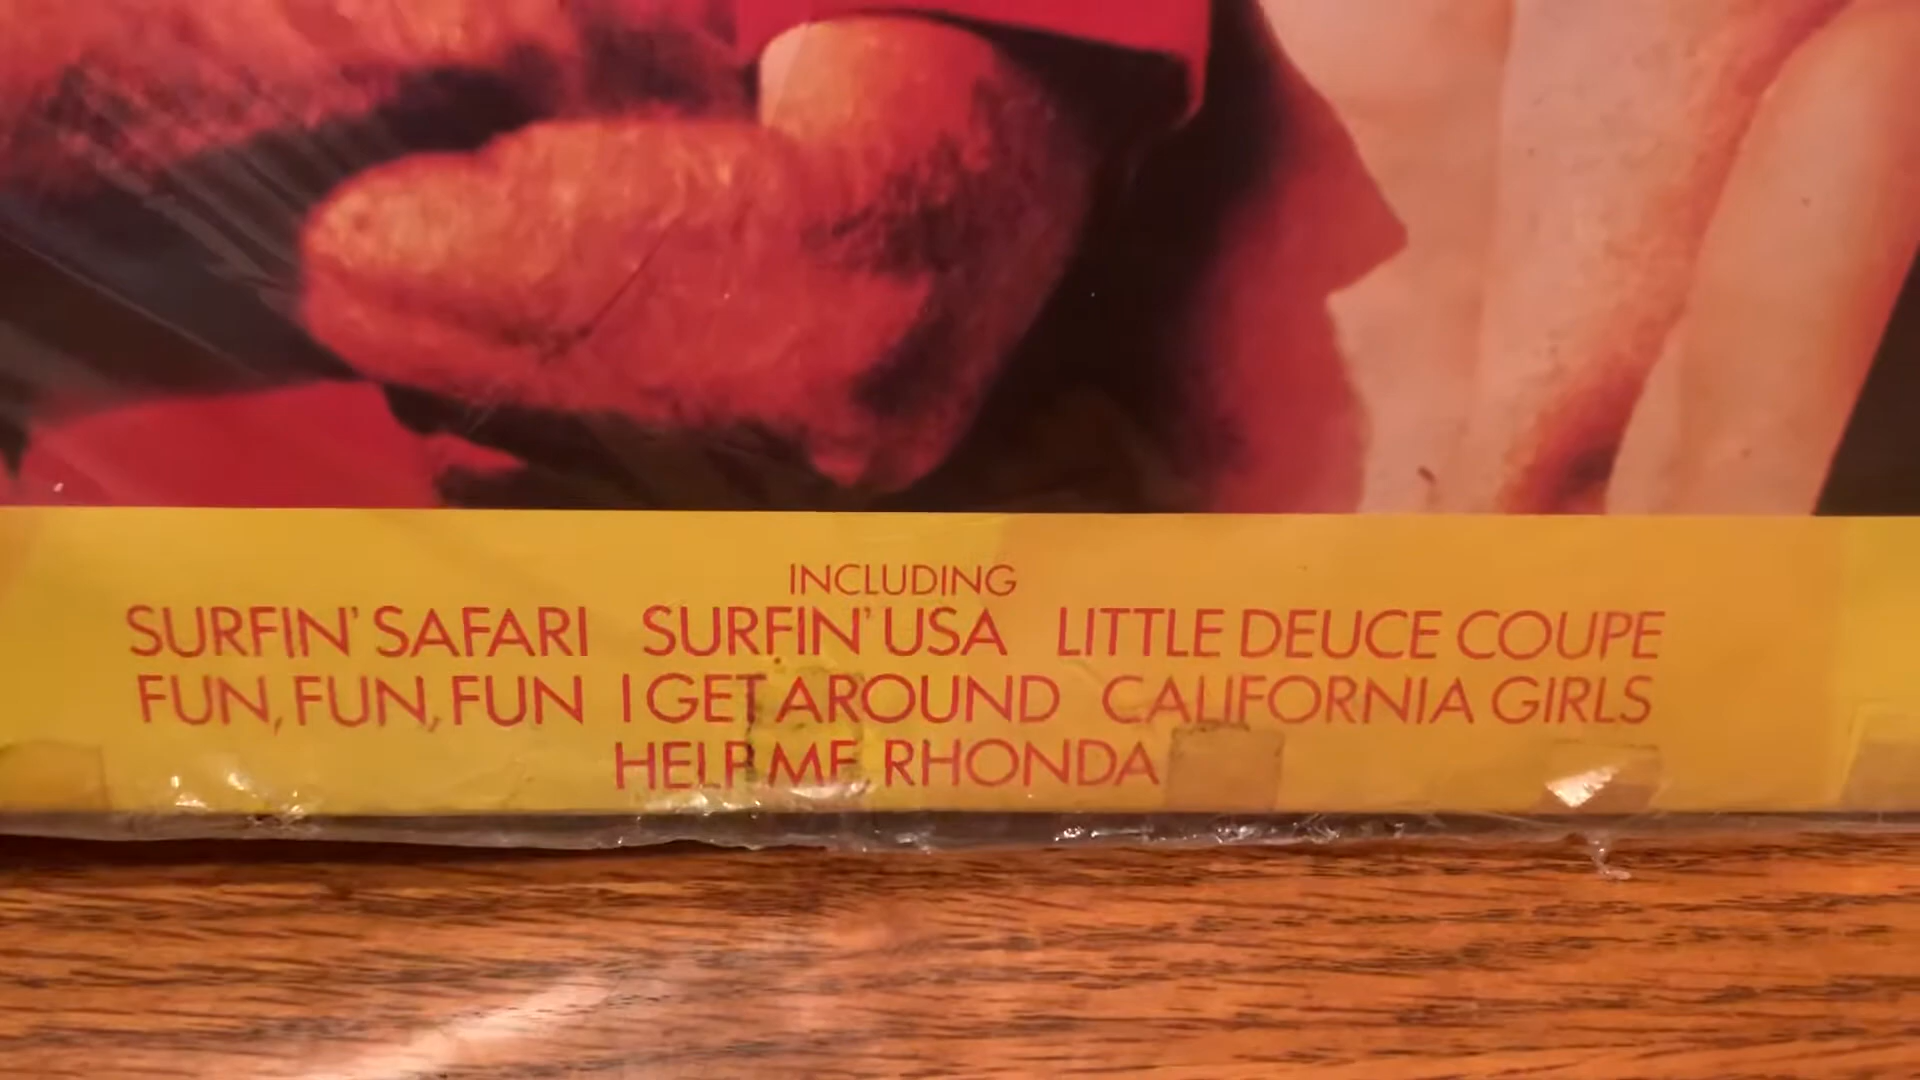 INCLUDING
SURFIN' SAFARI SURFIN' USA LITTLE DEUCE COUPE
FUN, FUN, FUN I GET AROUND CALIFORNIA GIRLS
HELP ME, RHONDA